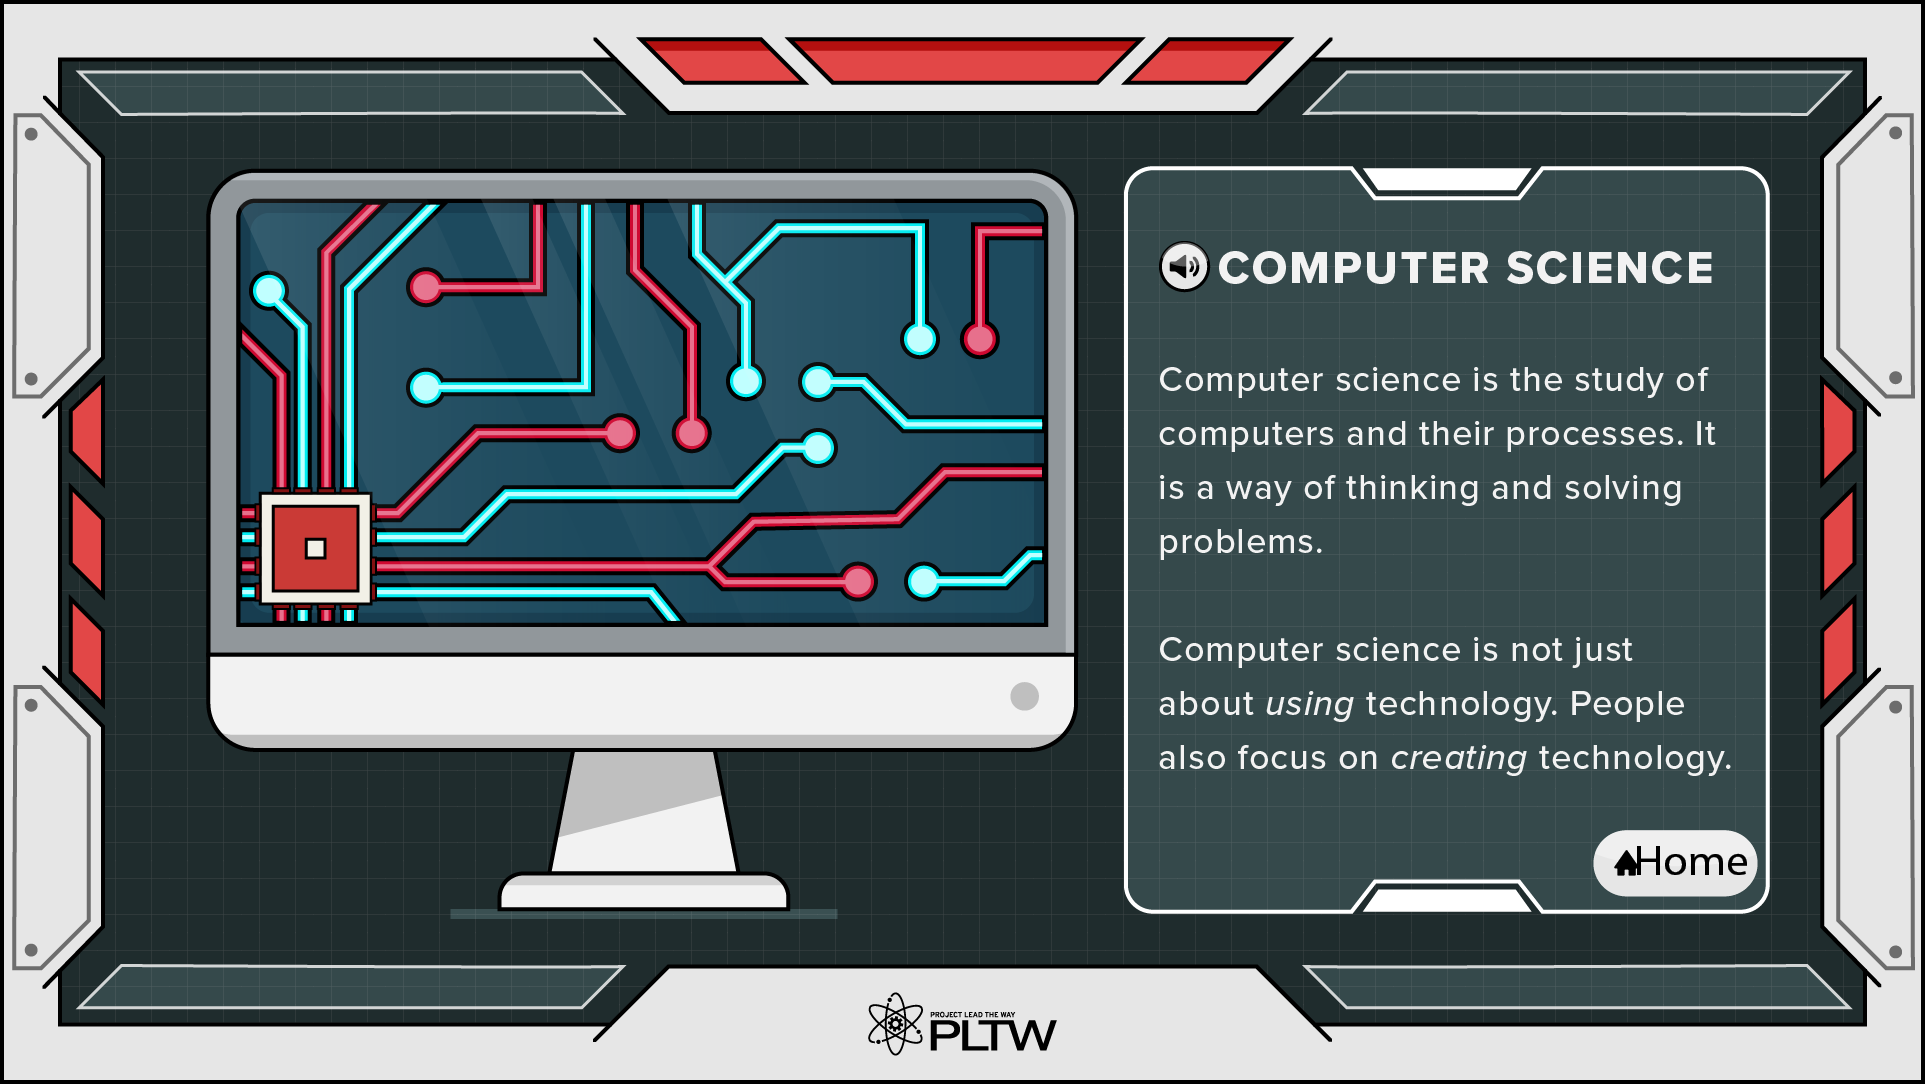 COMPUTER SCIENCE
Computer science is the study of
computers and their processes. It
is a way of thinking and solving
problems.
Computer science is not just
about using technology. People
also focus on creating technology.
Home
PROJECT LEAD THE WAY
PLTW